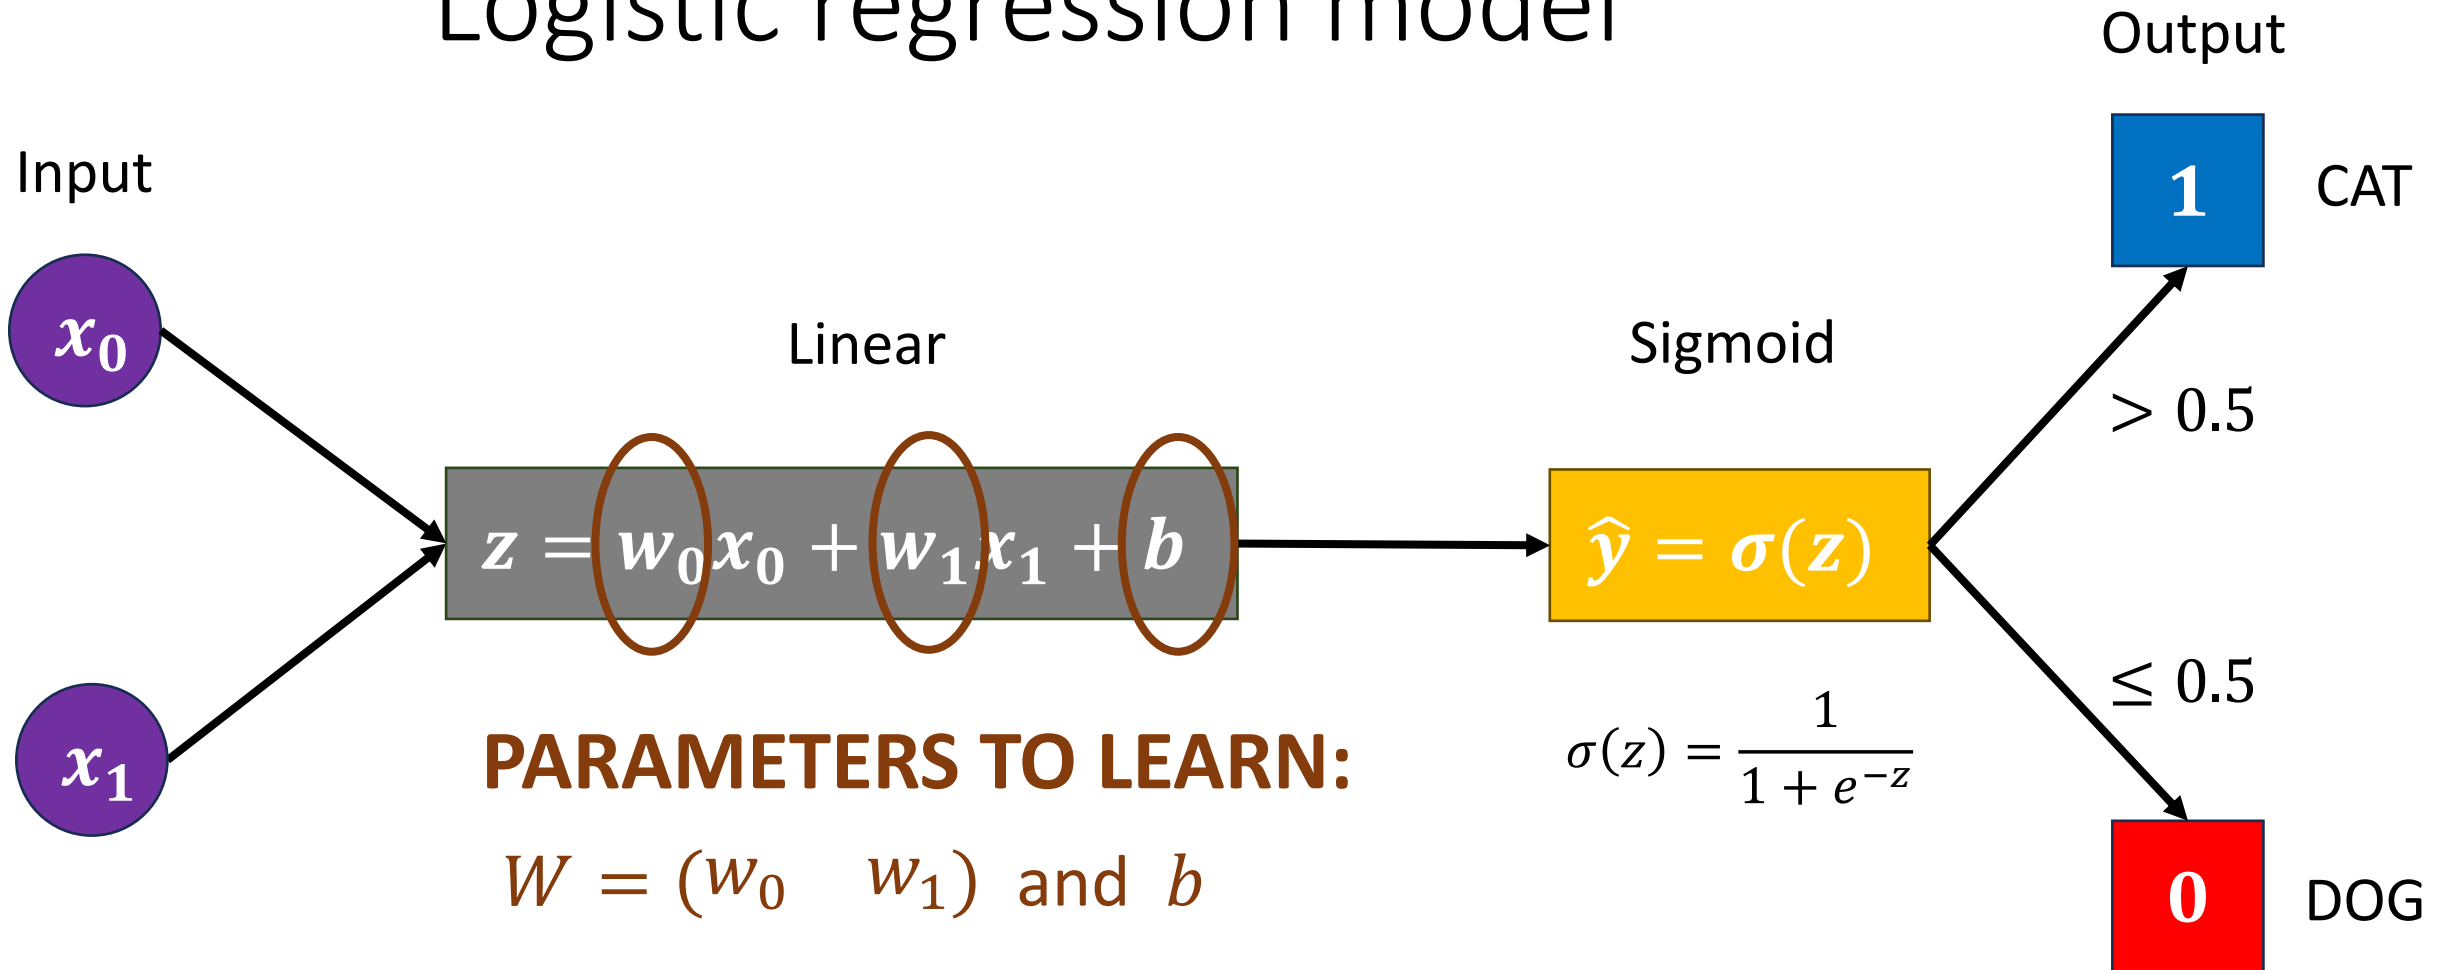 Logistic regression model
Output
Input
1
CAT
x₀
Linear
Sigmoid
> 0.5
z = w₀x₀ + w₁x₁ + b
ŷ = σ(z)
≤ 0.5
x₁
PARAMETERS TO LEARN:
σ(z) = 1 / (1 + e⁻ᶻ)
W = (w₀ w₁) and b
0
DOG